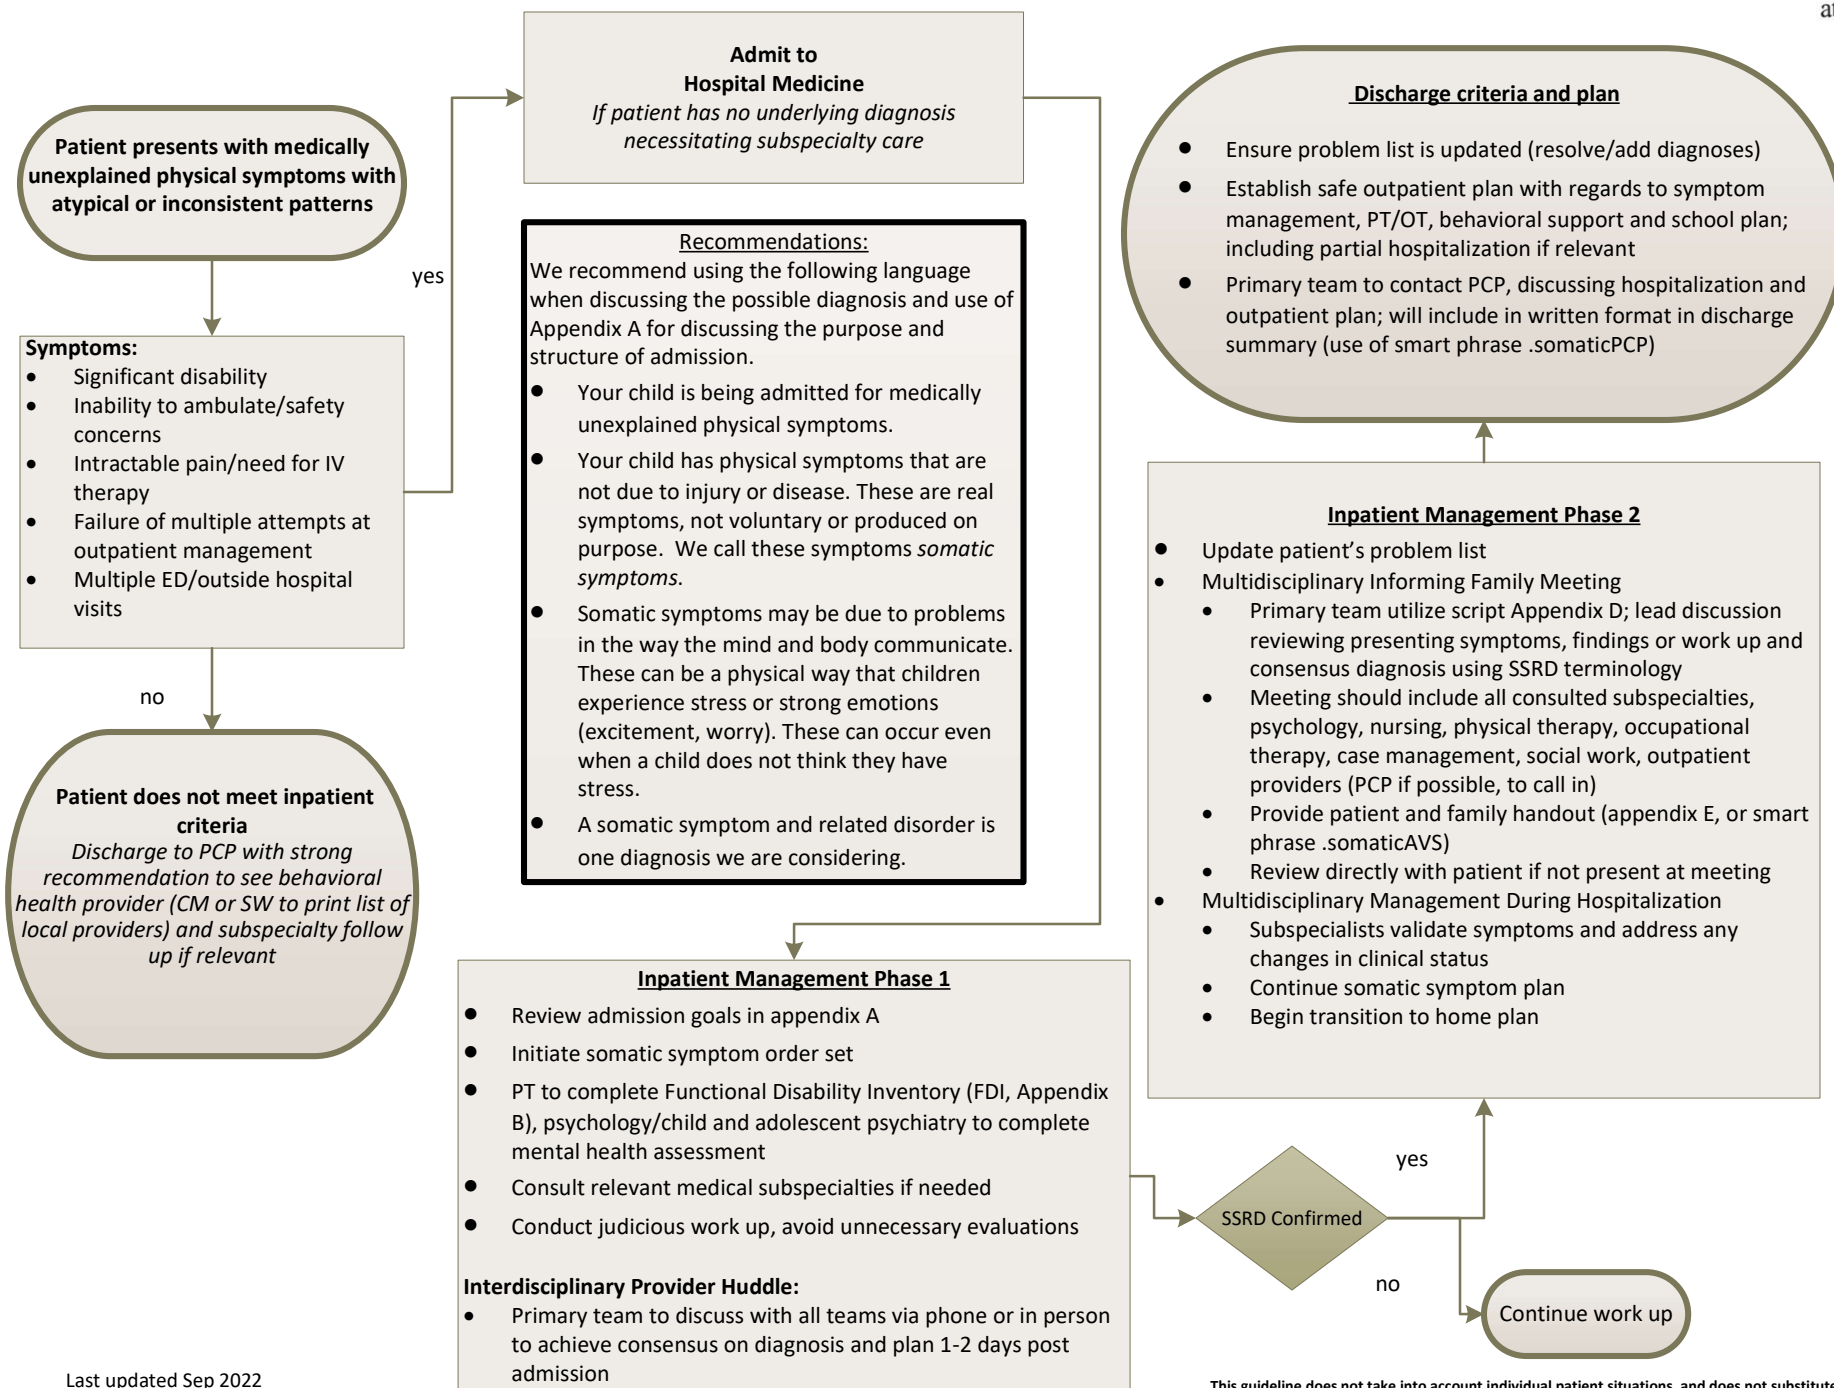 Patient presents with medically
unexplained physical symptoms with
atypical or inconsistent patterns
Symptoms:
• Significant disability
• Inability to ambulate/safety
concerns
• Intractable pain/need for IV
therapy
• Failure of multiple attempts at
outpatient management
• Multiple ED/outside hospital
visits
yes
no
Patient does not meet inpatient
criteria
Discharge to PCP with strong
recommendation to see behavioral
health provider (CM or SW to print list of
local providers) and subspecialty follow
up if relevant
Admit to
Hospital Medicine
If patient has no underlying diagnosis
necessitating subspecialty care
Recommendations:
We recommend using the following language
when discussing the possible diagnosis and use of
Appendix A for discussing the purpose and
structure of admission.
● Your child is being admitted for medically
unexplained physical symptoms.
● Your child has physical symptoms that are
not due to injury or disease. These are real
symptoms, not voluntary or produced on
purpose.  We call these symptoms somatic
symptoms.
● Somatic symptoms may be due to problems
in the way the mind and body communicate.
These can be a physical way that children
experience stress or strong emotions
(excitement, worry). These can occur even
when a child does not think they have
stress.
● A somatic symptom and related disorder is
one diagnosis we are considering.
Inpatient Management Phase 1
● Review admission goals in appendix A
● Initiate somatic symptom order set
● PT to complete Functional Disability Inventory (FDI, Appendix
B), psychology/child and adolescent psychiatry to complete
mental health assessment
● Consult relevant medical subspecialties if needed
● Conduct judicious work up, avoid unnecessary evaluations
Interdisciplinary Provider Huddle:
• Primary team to discuss with all teams via phone or in person
to achieve consensus on diagnosis and plan 1-2 days post
admission
SSRD Confirmed
yes
no
Continue work up
Inpatient Management Phase 2
● Update patient’s problem list
• Multidisciplinary Informing Family Meeting
• Primary team utilize script Appendix D; lead discussion
reviewing presenting symptoms, findings or work up and
consensus diagnosis using SSRD terminology
• Meeting should include all consulted subspecialties,
psychology, nursing, physical therapy, occupational
therapy, case management, social work, outpatient
providers (PCP if possible, to call in)
• Provide patient and family handout (appendix E, or smart
phrase .somaticAVS)
• Review directly with patient if not present at meeting
• Multidisciplinary Management During Hospitalization
• Subspecialists validate symptoms and address any
changes in clinical status
• Continue somatic symptom plan
• Begin transition to home plan
Discharge criteria and plan
● Ensure problem list is updated (resolve/add diagnoses)
● Establish safe outpatient plan with regards to symptom
management, PT/OT, behavioral support and school plan;
including partial hospitalization if relevant
● Primary team to contact PCP, discussing hospitalization and
outpatient plan; will include in written format in discharge
summary (use of smart phrase .somaticPCP)
Last updated Sep 2022
This guideline does not take into account individual patient situations, and does not substitute